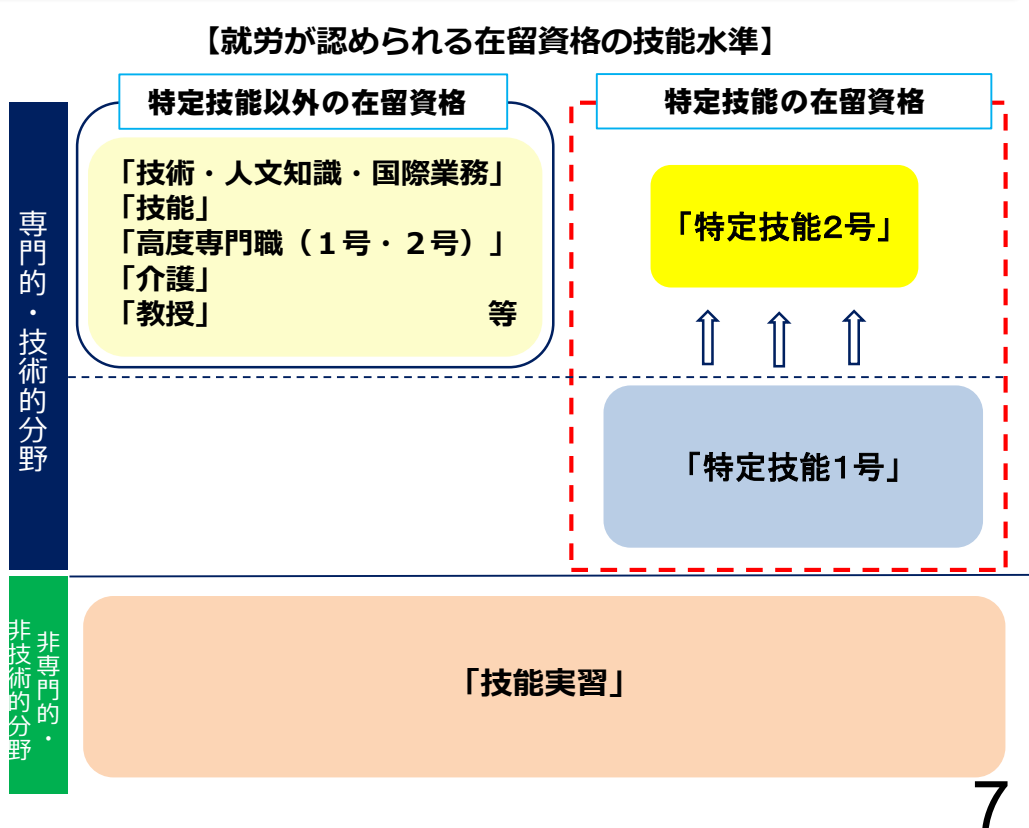 【就労が認められる在留資格の技能水準】
特定技能以外の在留資格
特定技能の在留資格
専門的・技術的分野
「技術・人文知識・国際業務」
「技能」
「高度専門職（１号・２号）」
「介護」
「教授」　等
「特定技能2号」
「特定技能1号」
非専門的・
非技術的分野
「技能実習」
7